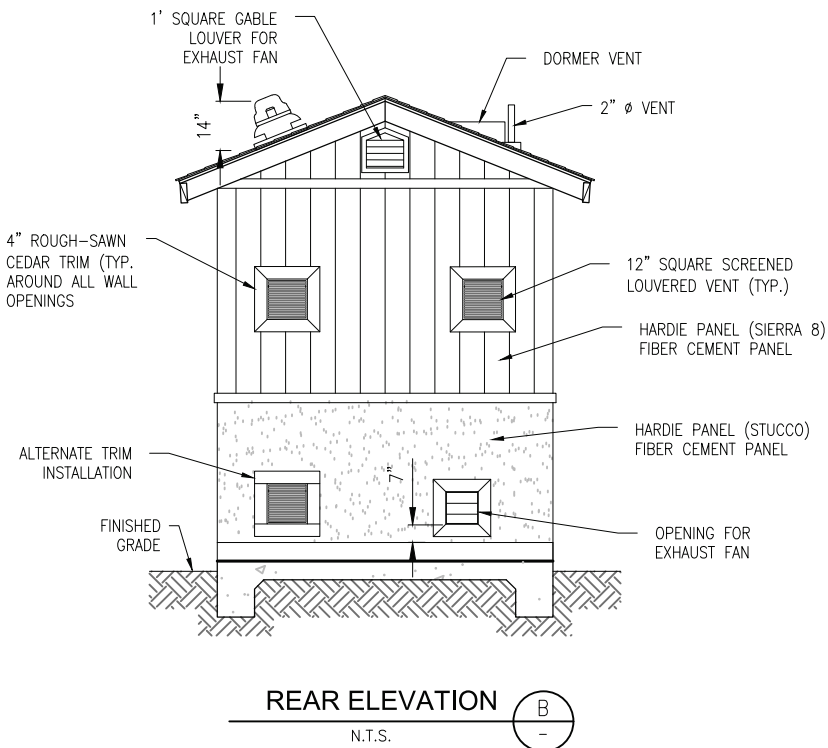 1' SQUARE GABLE
LOUVER FOR
EXHAUST FAN
DORMER VENT
2" ø VENT
14"
4" ROUGH-SAWN
CEDAR TRIM (TYP.
AROUND ALL WALL
OPENINGS
12" SQUARE SCREENED
LOUVERED VENT (TYP.)
HARDIE PANEL (SIERRA 8)
FIBER CEMENT PANEL
HARDIE PANEL (STUCCO)
FIBER CEMENT PANEL
ALTERNATE TRIM
INSTALLATION
7"
FINISHED
GRADE
OPENING FOR
EXHAUST FAN
REAR ELEVATION
N.T.S.
B
-